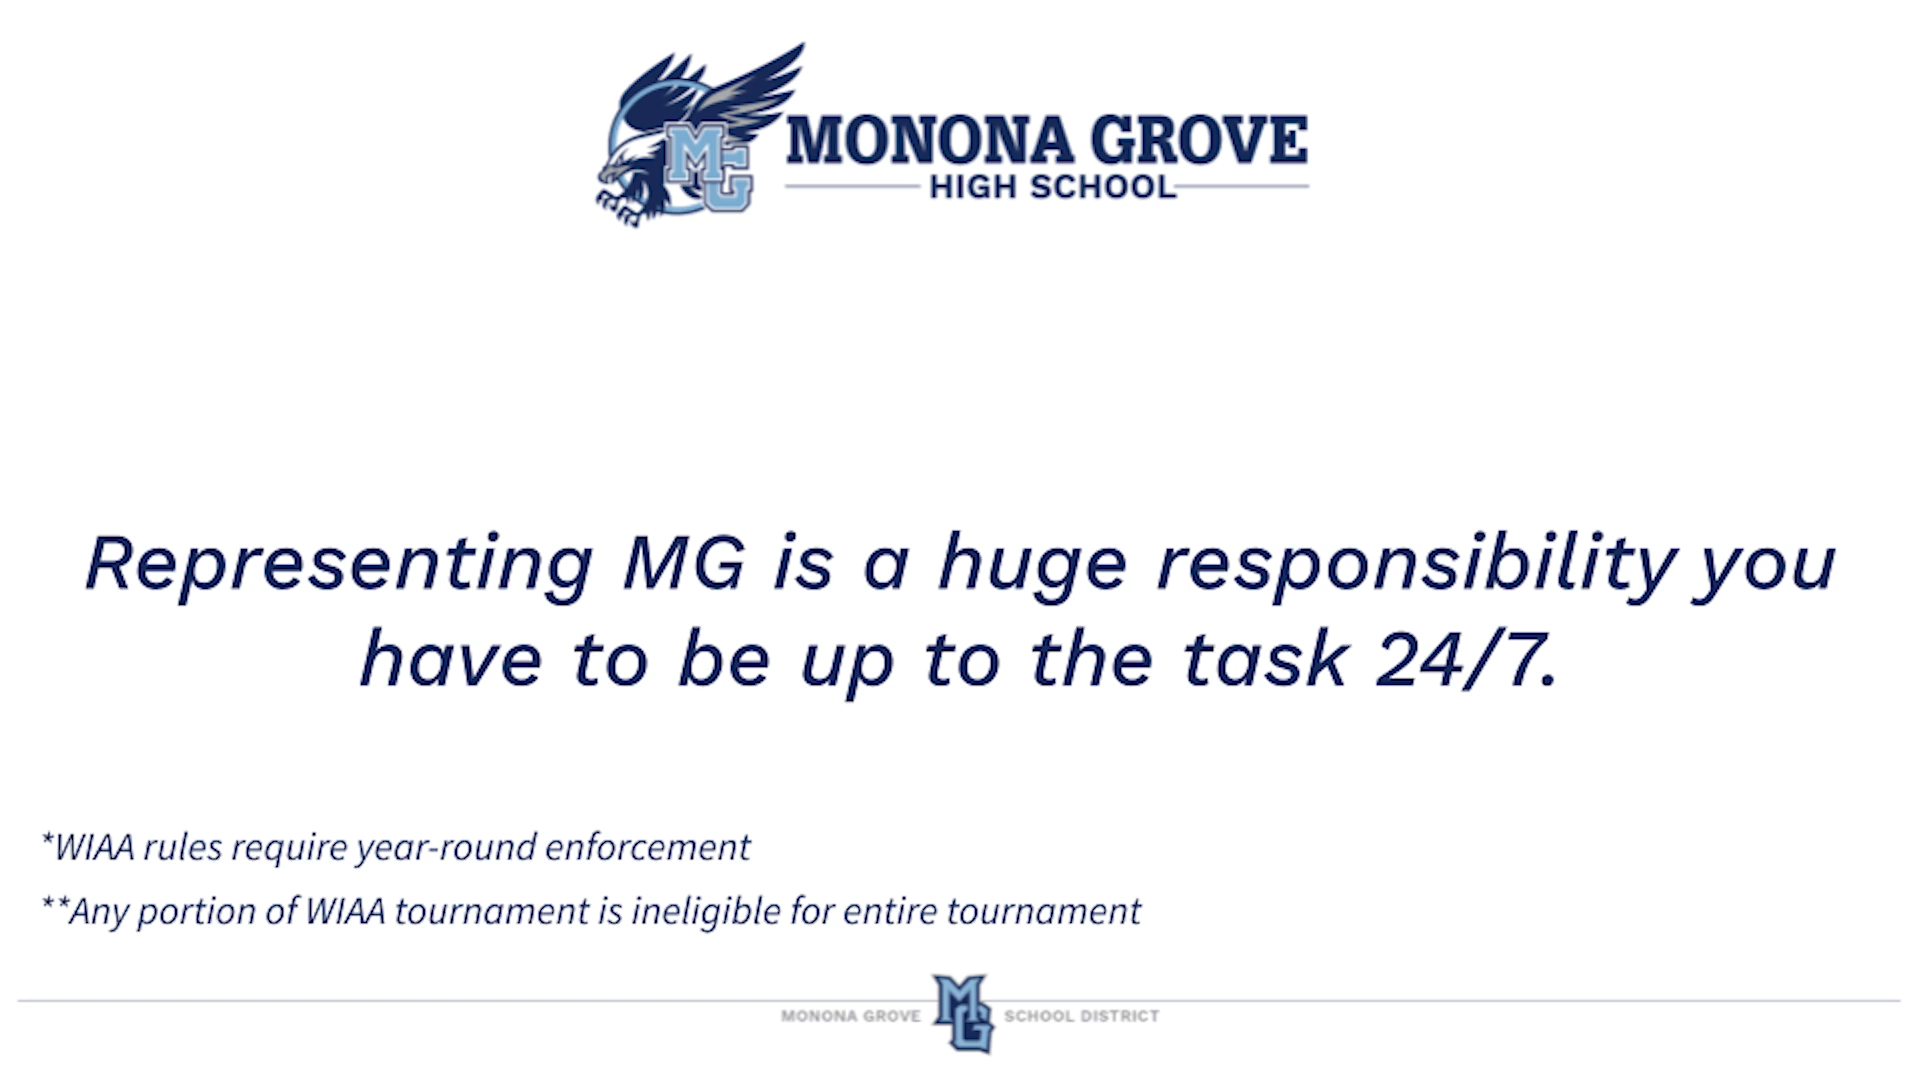 MG
MONONA GROVE
HIGH SCHOOL
Representing MG is a huge responsibility you
have to be up to the task 24/7.
*WIAA rules require year-round enforcement
**Any portion of WIAA tournament is ineligible for entire tournament
MONONA GROVE MG SCHOOL DISTRICT